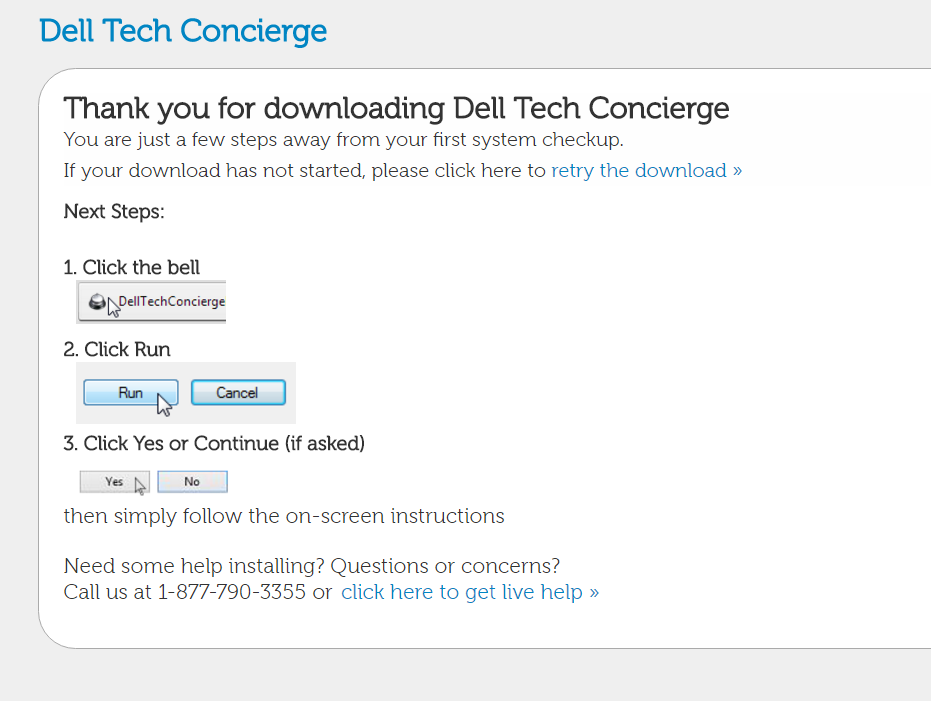 Dell Tech Concierge
Thank you for downloading Dell Tech Concierge
You are just a few steps away from your first system checkup.
If your download has not started, please click here to retry the download »
Next Steps:
1. Click the bell
DellTechConcierge
2. Click Run
Run Cancel
3. Click Yes or Continue (if asked)
Yes No
then simply follow the on-screen instructions
Need some help installing? Questions or concerns?
Call us at 1-877-790-3355 or click here to get live help »